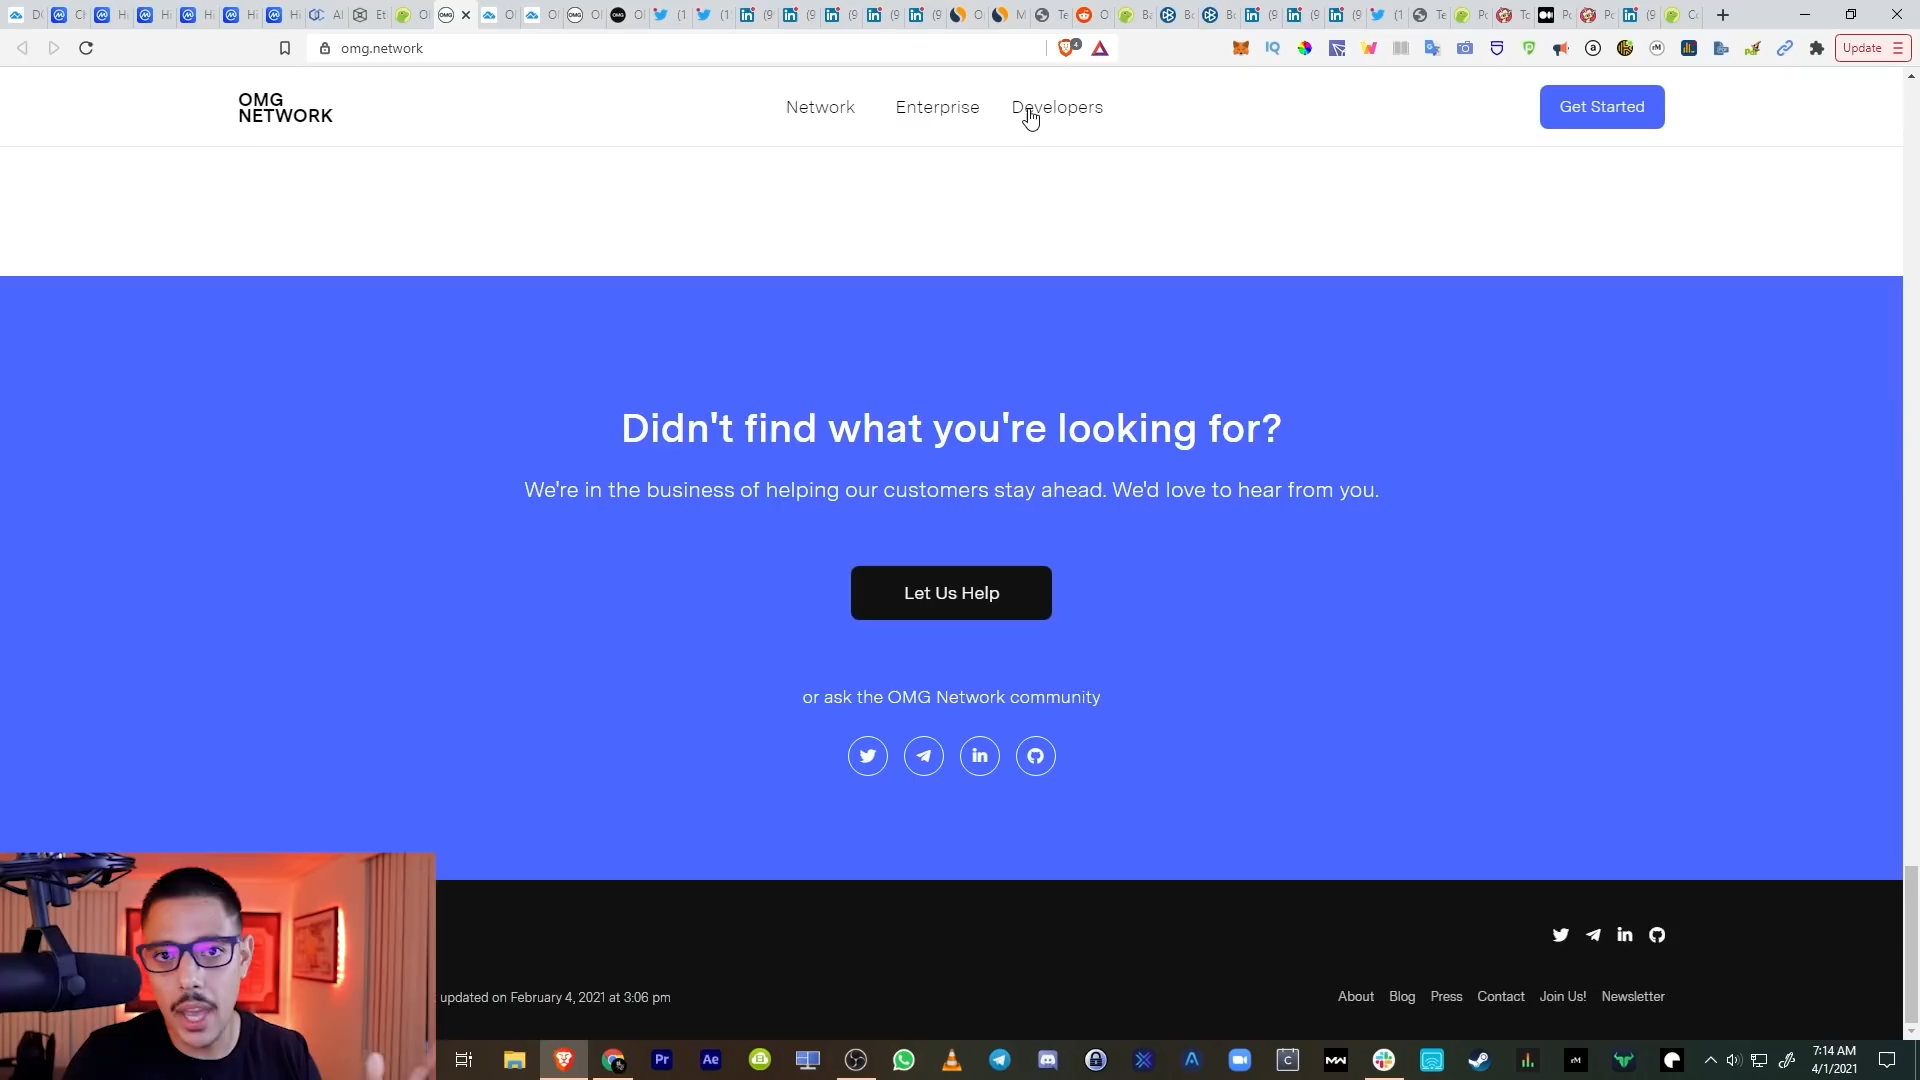 omg.network
Update
OMG
NETWORK
Network
Enterprise
Developers
Get Started
Didn't find what you're looking for?
We're in the business of helping our customers stay ahead. We'd love to hear from you.
Let Us Help
or ask the OMG Network community
updated on February 4, 2021 at 3:06 pm
About
Blog
Press
Contact
Join Us!
Newsletter
7:14 AM
4/1/2021